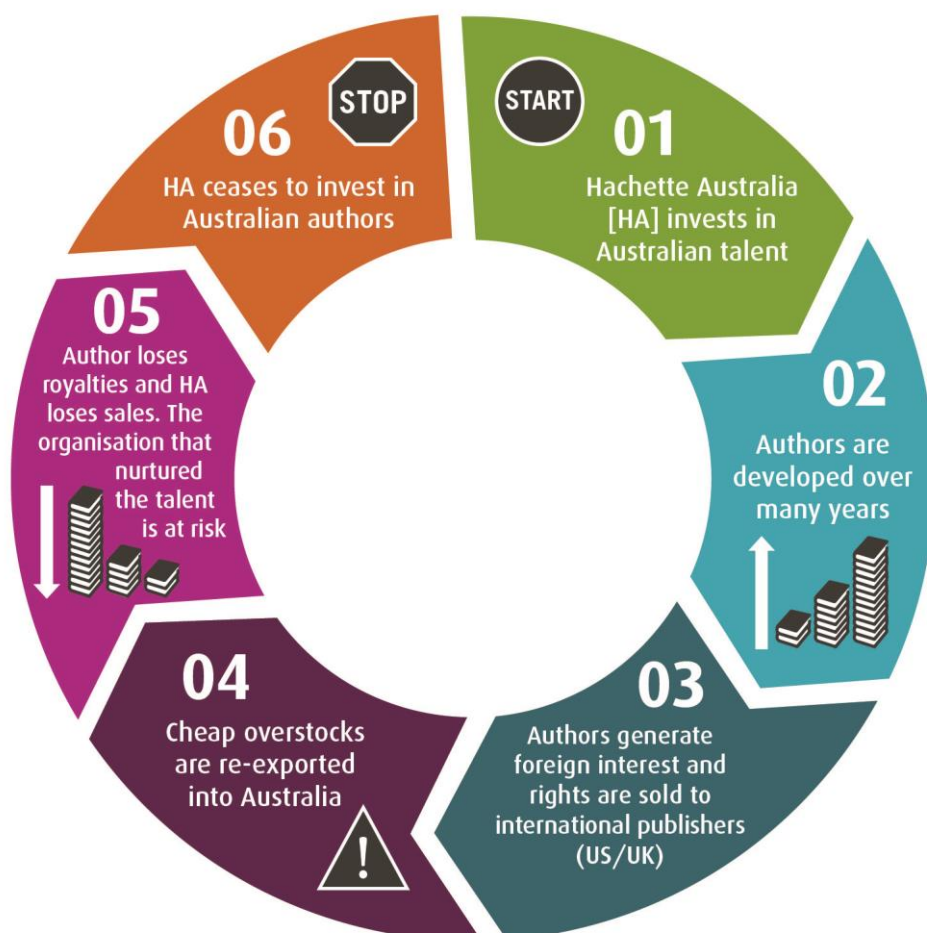 START
01
Hachette Australia
[HA] invests in
Australian talent
02
Authors are
developed over
many years
03
Authors generate
foreign interest and
rights are sold to
international publishers
(US/UK)
04
Cheap overstocks
are re-exported
into Australia
!
05
Author loses
royalties and HA
loses sales. The
organisation that
nurtured
the talent
is at risk
06
STOP
HA ceases to invest in
Australian authors